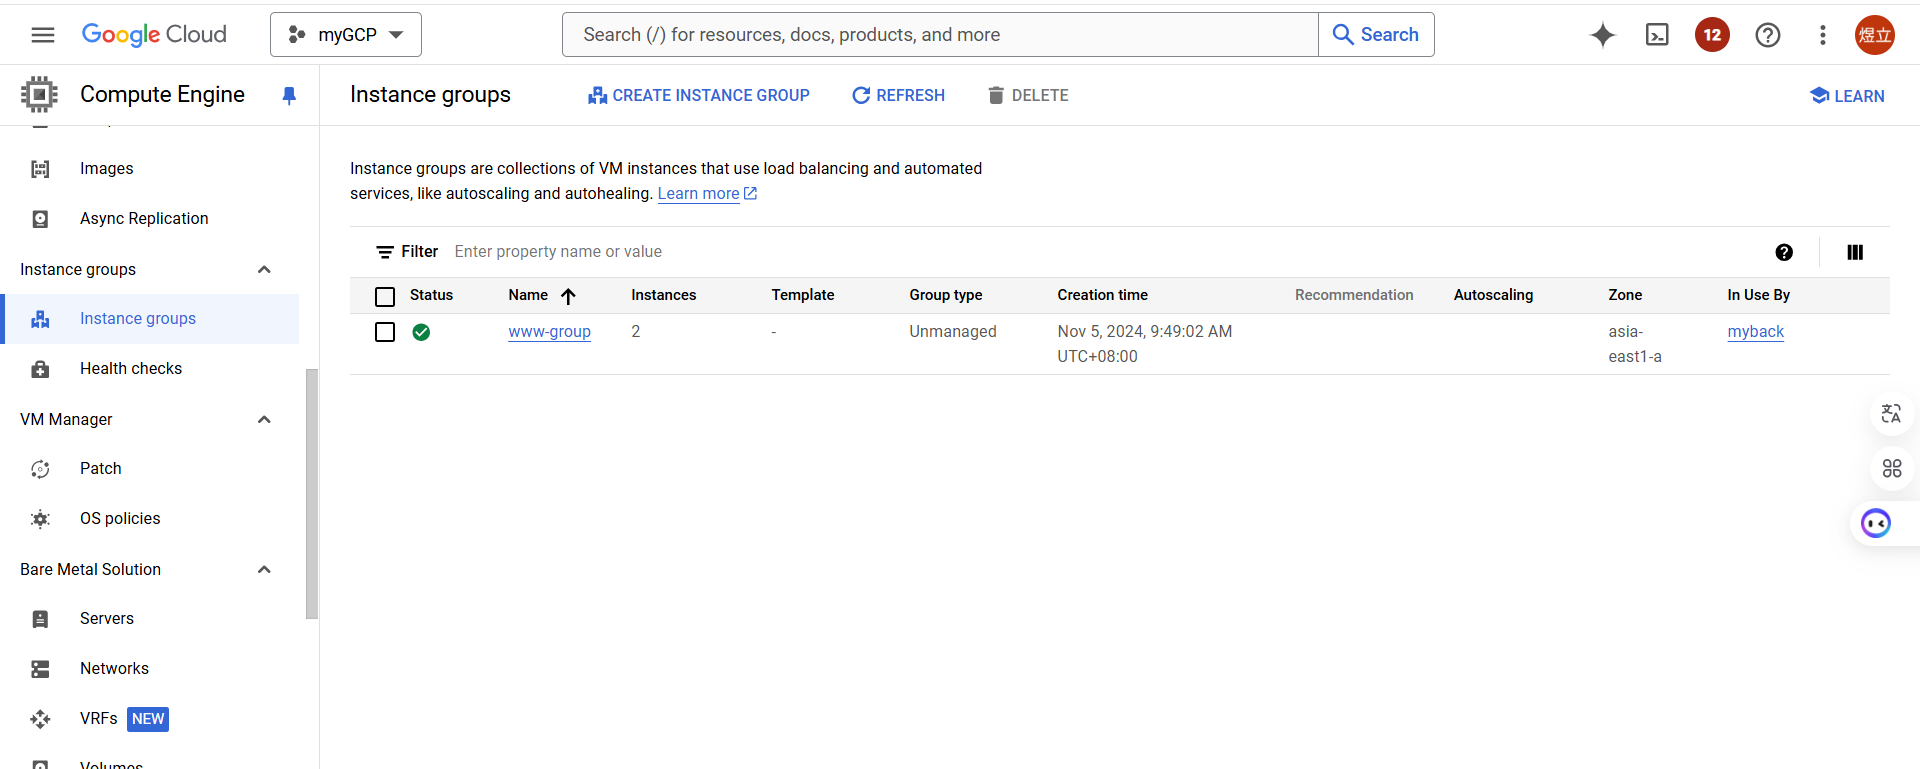 Google Cloud
myGCP
Search (/) for resources, docs, products, and more
Search
12
煜立
Compute Engine
Instance groups
CREATE INSTANCE GROUP
REFRESH
DELETE
LEARN
Images
Async Replication
Instance groups
Instance groups
Health checks
VM Manager
Patch
OS policies
Bare Metal Solution
Servers
Networks
VRFs NEW
Volumes
Instance groups are collections of VM instances that use load balancing and automated
services, like autoscaling and autohealing. Learn more
Filter Enter property name or value
Status Name Instances Template Group type Creation time Recommendation Autoscaling Zone In Use By
www-group 2 - Unmanaged Nov 5, 2024, 9:49:02 AM asia- myback
UTC+08:00 east1-a